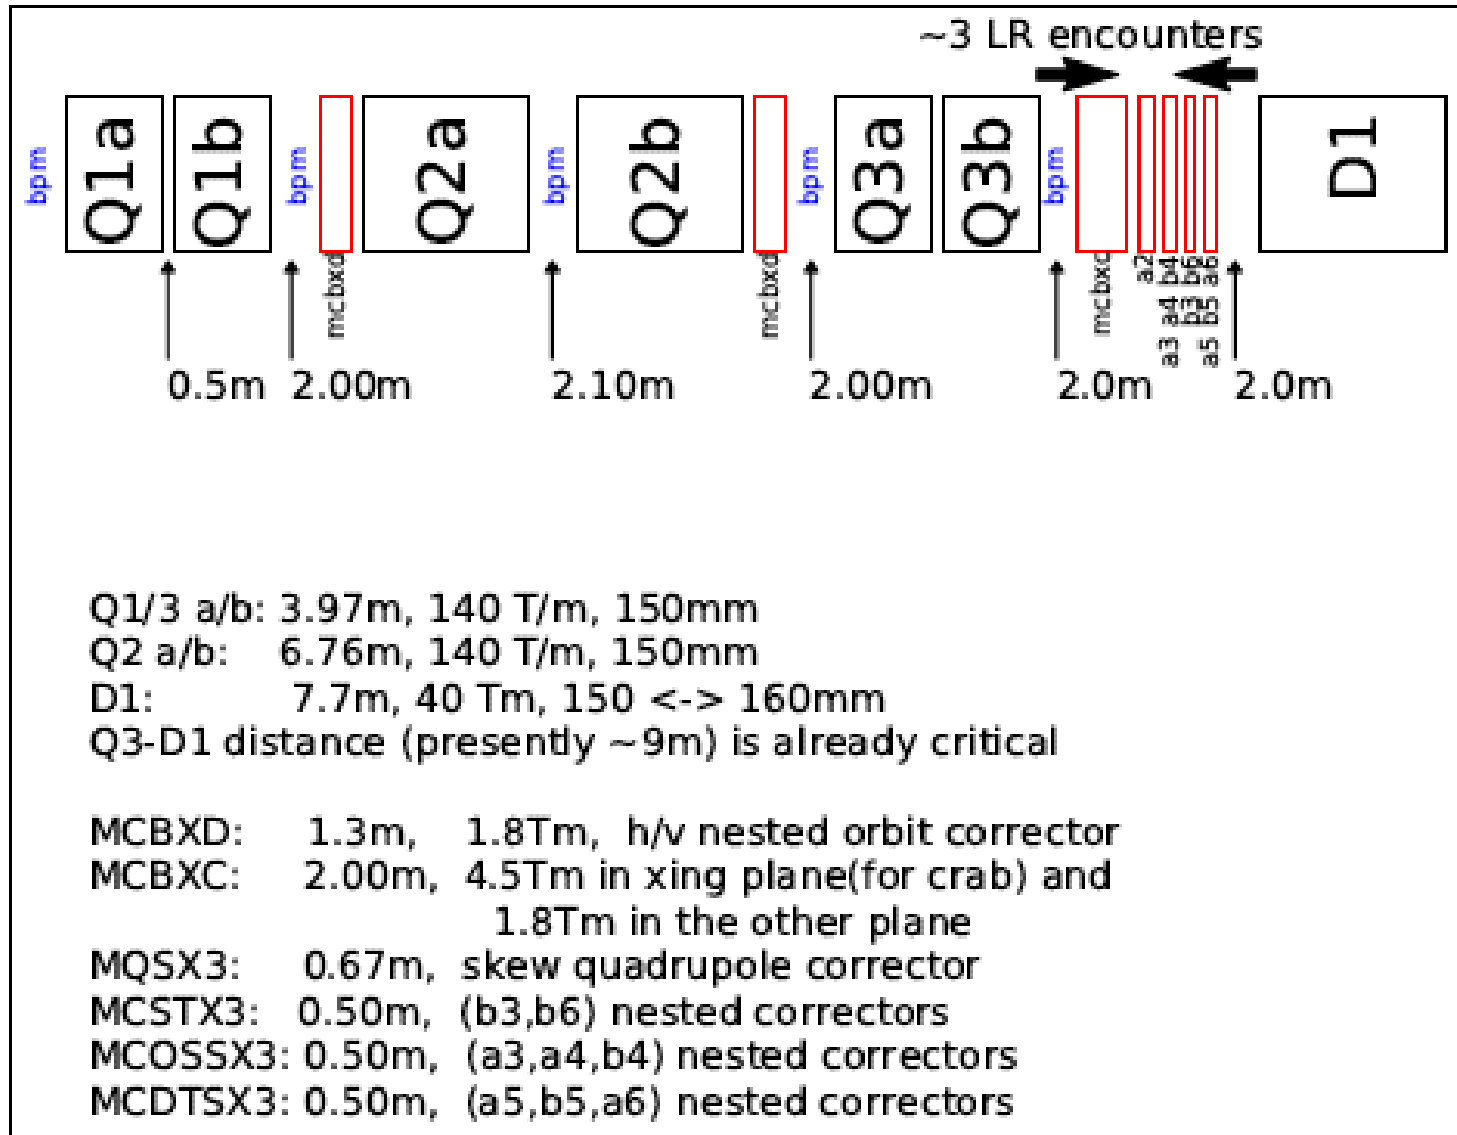 ~3 LR encounters
bpm Q1a Q1b bpm Q2a bpm Q2b bpm Q3a Q3b bpm D1
mcbxd mcbxd mcbxc a2 a3 a4 b4 b3 b6 a5 b5 a6
0.5m 2.00m 2.10m 2.00m 2.0m 2.0m
Q1/3 a/b: 3.97m, 140 T/m, 150mm
Q2 a/b: 6.76m, 140 T/m, 150mm
D1: 7.7m, 40 Tm, 150 <-> 160mm
Q3-D1 distance (presently ~9m) is already critical
MCBXD: 1.3m, 1.8Tm, h/v nested orbit corrector
MCBXC: 2.00m, 4.5Tm in xing plane(for crab) and
1.8Tm in the other plane
MQSX3: 0.67m, skew quadrupole corrector
MCSTX3: 0.50m, (b3,b6) nested correctors
MCOSSX3: 0.50m, (a3,a4,b4) nested correctors
MCDTSX3: 0.50m, (a5,b5,a6) nested correctors